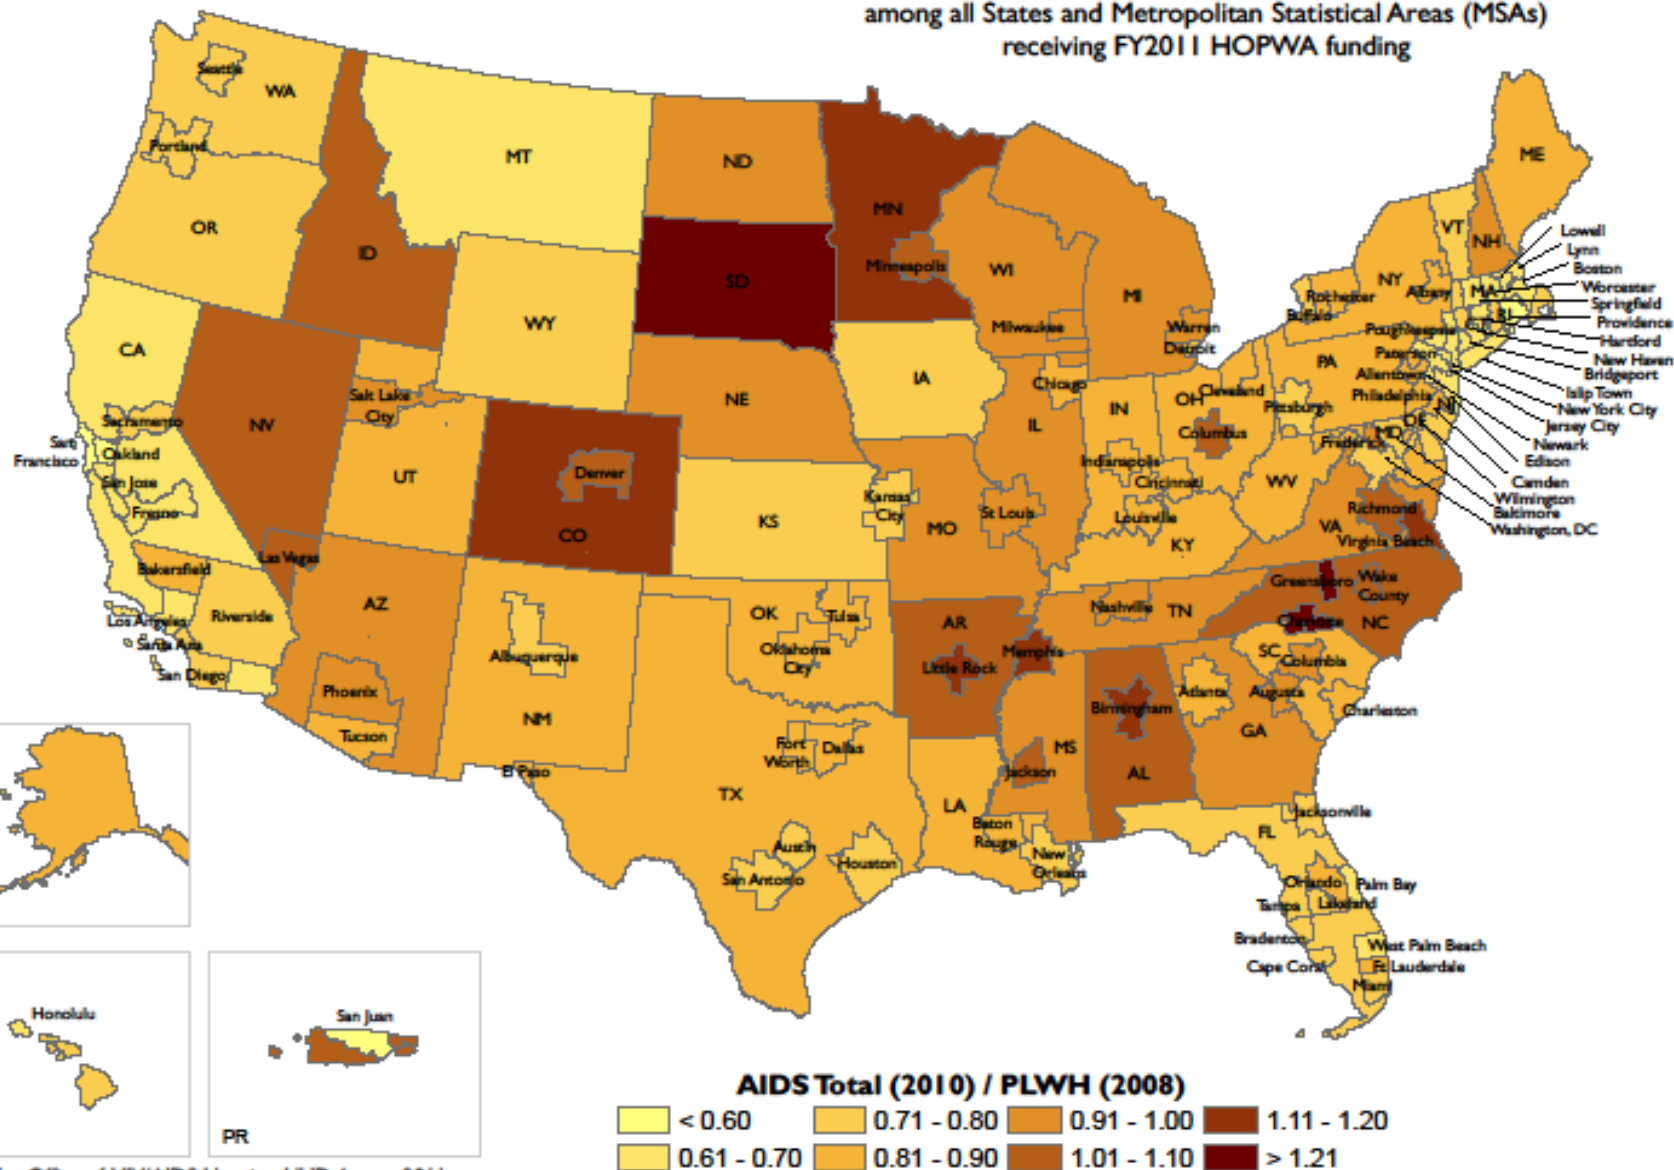 among all States and Metropolitan Statistical Areas (MSAs)
receiving FY2011 HOPWA funding
Seattle
WA
Portland
OR
MT
ID
WY
ND
SD
MN
Minneapolis
WI
MI
Milwaukee
Warren
Detroit
ME
VT
NH
NY
Albany
MA
RI
Rochester
Buffalo
Poughkeepsie
Lowell
Lynn
Boston
Worcester
Springfield
Providence
Hartford
New Haven
Bridgeport
Islip Town
New York City
Jersey City
Newark
Edison
Camden
Wilmington
Baltimore
Washington, DC
CA
Sacramento
San
Francisco
Oakland
San Jose
Fresno
NV
Las Vegas
Bakersfield
Riverside
Los Angeles
Santa Ana
San Diego
Salt Lake
City
UT
Denver
CO
NE
KS
IA
Kansas
City
MO
St Louis
Chicago
IL
IN
Indianapolis
OH
Cleveland
Columbus
Cincinnati
Louisville
KY
PA
Pittsburgh
Paterson
Allentown
Philadelphia
NJ
DE
MD
Frederick
WV
VA
Richmond
Virginia Beach
AZ
Phoenix
Tucson
Albuquerque
NM
El Paso
OK
Tulsa
Oklahoma
City
AR
Little Rock
Memphis
Nashville
TN
Greensboro
Wake
County
Charlotte
NC
SC
Columbia
Atlanta
Augusta
Charleston
GA
Birmingham
AL
MS
Jackson
LA
Baton
Rouge
New
Orleans
TX
Fort
Worth
Dallas
Austin
San Antonio
Houston
Jacksonville
FL
Orlando
Palm Bay
Tampa
Lakeland
Bradenton
West Palm Beach
Cape Coral
Ft Lauderdale
Miami
Honolulu
San Juan
PR
AIDS Total (2010) / PLWH (2008)
< 0.60
0.71 - 0.80
0.91 - 1.00
1.11 - 1.20
0.61 - 0.70
0.81 - 0.90
1.01 - 1.10
> 1.21